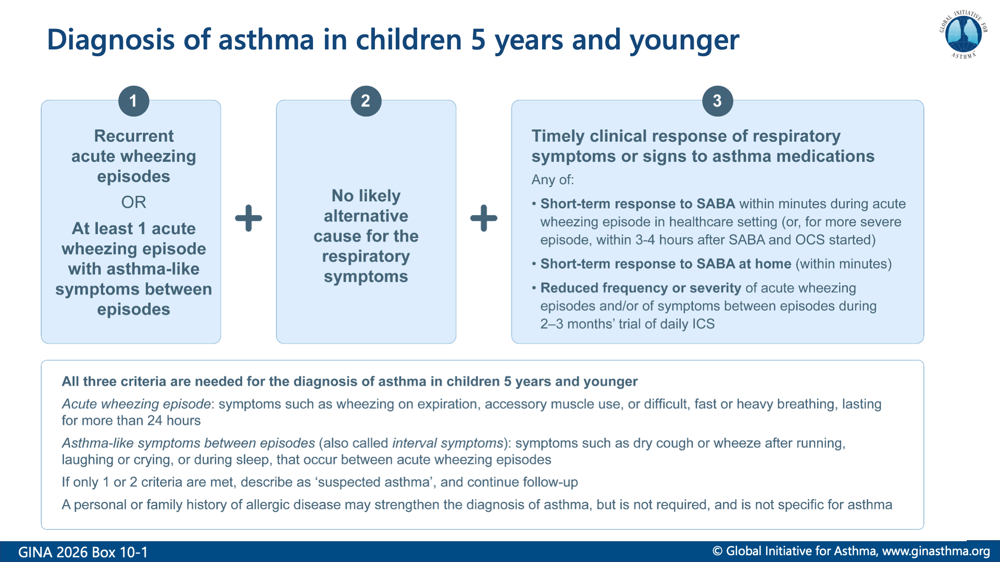 Diagnosis of asthma in children 5 years and younger
GLOBAL INITIATIVE FOR
ASTHMA
1
Recurrent
acute wheezing
episodes
OR
At least 1 acute
wheezing episode
with asthma-like
symptoms between
episodes
+
2
No likely
alternative
cause for the
respiratory
symptoms
+
3
Timely clinical response of respiratory
symptoms or signs to asthma medications
Any of:
• Short-term response to SABA within minutes during acute
wheezing episode in healthcare setting (or, for more severe
episode, within 3-4 hours after SABA and OCS started)
• Short-term response to SABA at home (within minutes)
• Reduced frequency or severity of acute wheezing
episodes and/or of symptoms between episodes during
2–3 months’ trial of daily ICS
All three criteria are needed for the diagnosis of asthma in children 5 years and younger
Acute wheezing episode: symptoms such as wheezing on expiration, accessory muscle use, or difficult, fast or heavy breathing, lasting
for more than 24 hours
Asthma-like symptoms between episodes (also called interval symptoms): symptoms such as dry cough or wheeze after running,
laughing or crying, or during sleep, that occur between acute wheezing episodes
If only 1 or 2 criteria are met, describe as ‘suspected asthma’, and continue follow-up
A personal or family history of allergic disease may strengthen the diagnosis of asthma, but is not required, and is not specific for asthma
GINA 2026 Box 10-1
© Global Initiative for Asthma, www.ginasthma.org